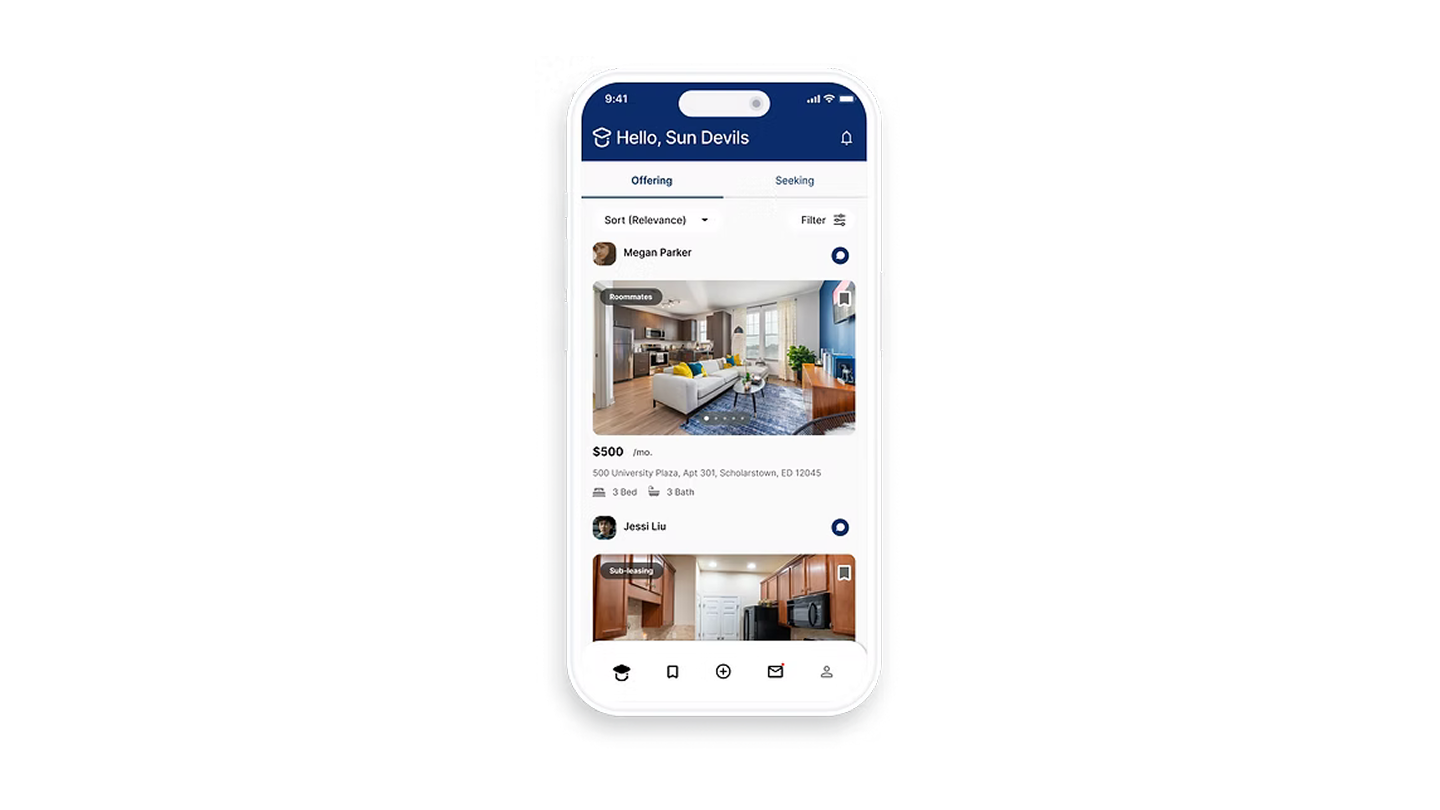 9:41
Hello, Sun Devils
Offering Seeking
Sort (Relevance) Filter
Megan Parker
Roommates
$500 /mo.
500 University Plaza, Apt 301, Scholarstown, ED 12045
3 Bed 3 Bath
Jessi Liu
Sub-leasing